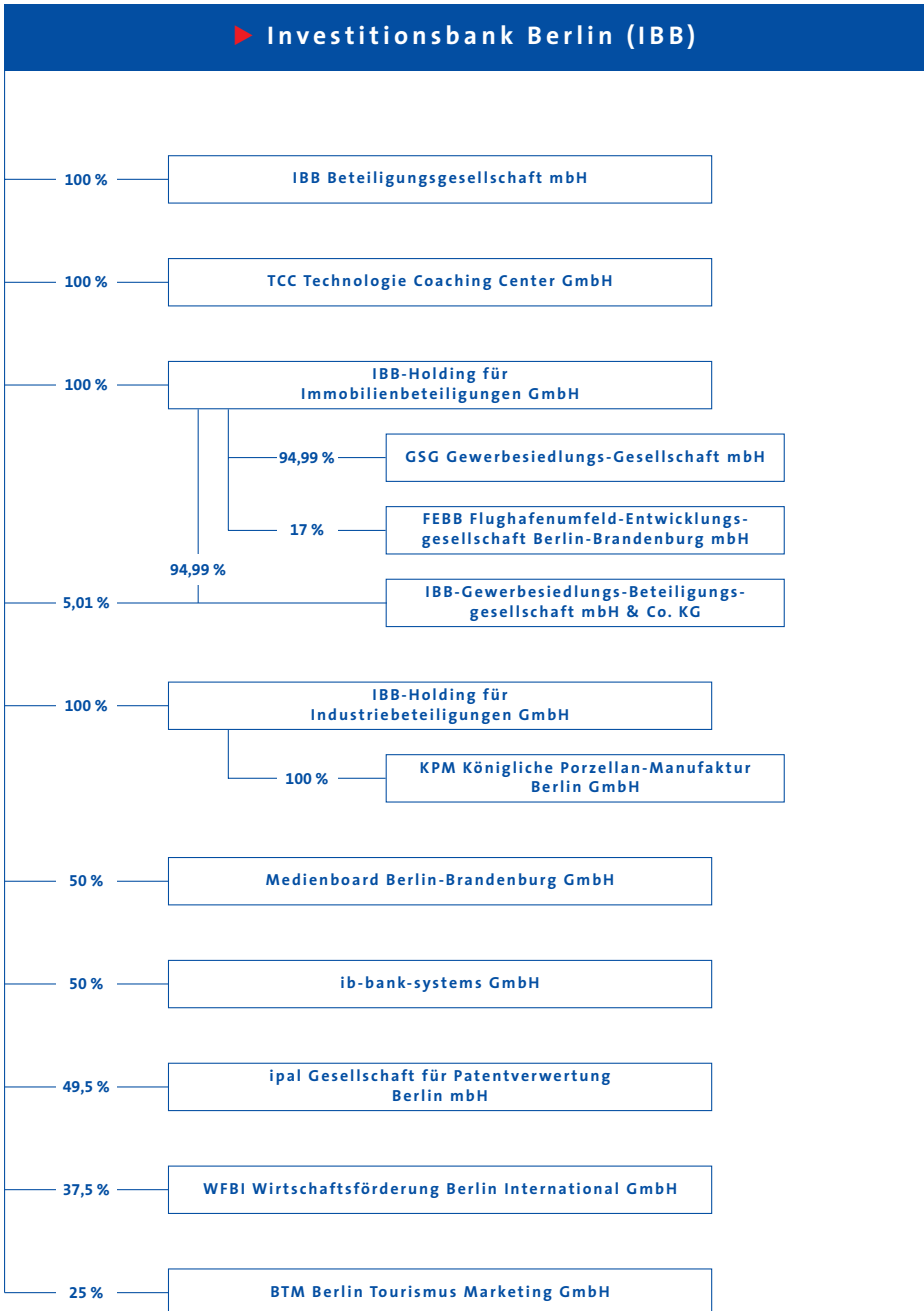 Investitionsbank Berlin (IBB)
100 %
IBB Beteiligungsgesellschaft mbH
100 %
TCC Technologie Coaching Center GmbH
100 %
IBB-Holding für
Immobilienbeteiligungen GmbH
94,99 %
GSG Gewerbesiedlungs-Gesellschaft mbH
17 %
FEBB Flughafenumfeld-Entwicklungs-
gesellschaft Berlin-Brandenburg mbH
94,99 %
5,01 %
IBB-Gewerbesiedlungs-Beteiligungs-
gesellschaft mbH & Co. KG
100 %
IBB-Holding für
Industriebeteiligungen GmbH
100 %
KPM Königliche Porzellan-Manufaktur
Berlin GmbH
50 %
Medienboard Berlin-Brandenburg GmbH
50 %
ib-bank-systems GmbH
49,5 %
ipal Gesellschaft für Patentverwertung
Berlin mbH
37,5 %
WFBI Wirtschaftsförderung Berlin International GmbH
25 %
BTM Berlin Tourismus Marketing GmbH